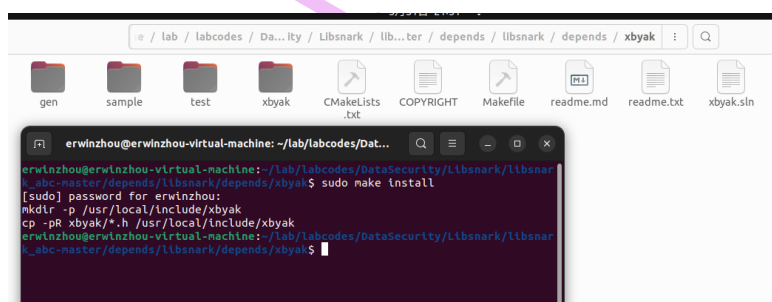 / lab / labcodes / Da... ity / Libsnark / lib... ter / depends / libsnark / depends / xbyak
gen
sample
test
xbyak
CMakeLists
.txt
COPYRIGHT
Makefile
readme.md
readme.txt
xbyak.sln
erwinzhou@erwinzhou-virtual-machine: ~/lab/labcodes/Dat...
erwinzhou@erwinzhou-virtual-machine:~/lab/labcodes/DataSecurity/Libsnark/libsnar
k_abc-master/depends/libsnark/depends/xbyak$ sudo make install
[sudo] password for erwinzhou:
mkdir -p /usr/local/include/xbyak
cp -pR xbyak/*.h /usr/local/include/xbyak
erwinzhou@erwinzhou-virtual-machine:~/lab/labcodes/DataSecurity/Libsnark/libsnar
k_abc-master/depends/libsnark/depends/xbyak$